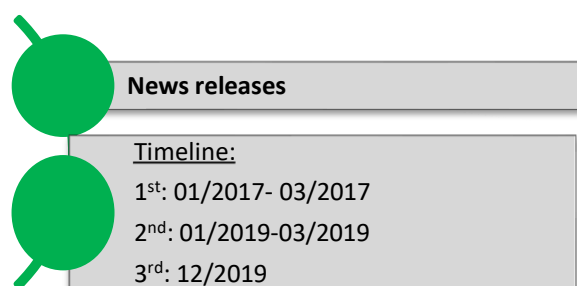 News releases
Timeline:
1st: 01/2017- 03/2017
2nd: 01/2019-03/2019
3rd: 12/2019